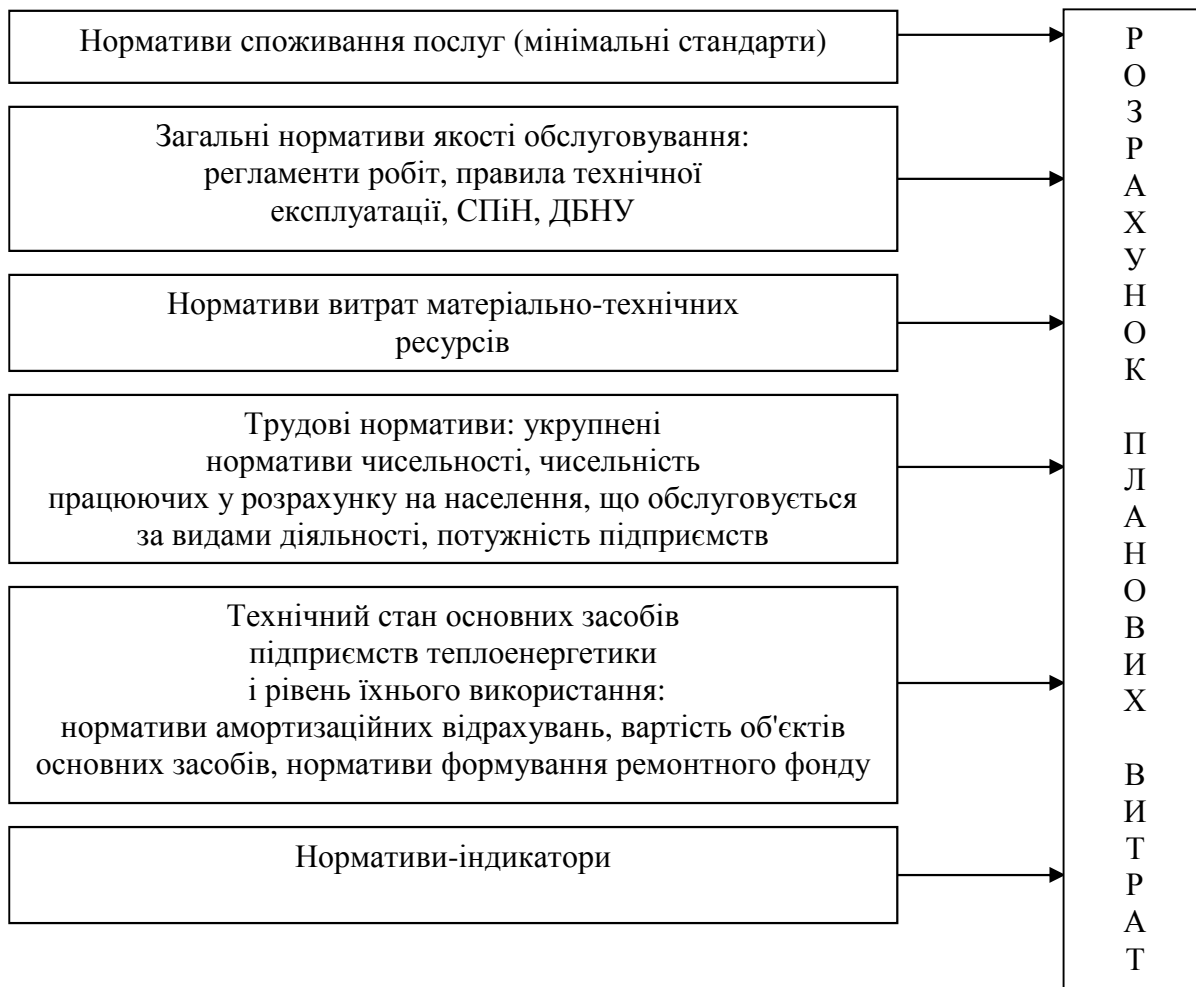 Нормативи споживання послуг (мінімальні стандарти)
Загальні нормативи якості обслуговування:
регламенти робіт, правила технічної
експлуатації, СПіН, ДБНУ
Нормативи витрат матеріально-технічних
ресурсів
Трудові нормативи: укрупнені
нормативи чисельності, чисельність
працюючих у розрахунку на населення, що обслуговується
за видами діяльності, потужність підприємств
Технічний стан основних засобів
підприємств теплоенергетики
і рівень їхнього використання:
нормативи амортизаційних відрахувань, вартість об'єктів
основних засобів, нормативи формування ремонтного фонду
Нормативи-індикатори
РОЗРАХУНОК ПЛАНОВИХ ВИТРАТ